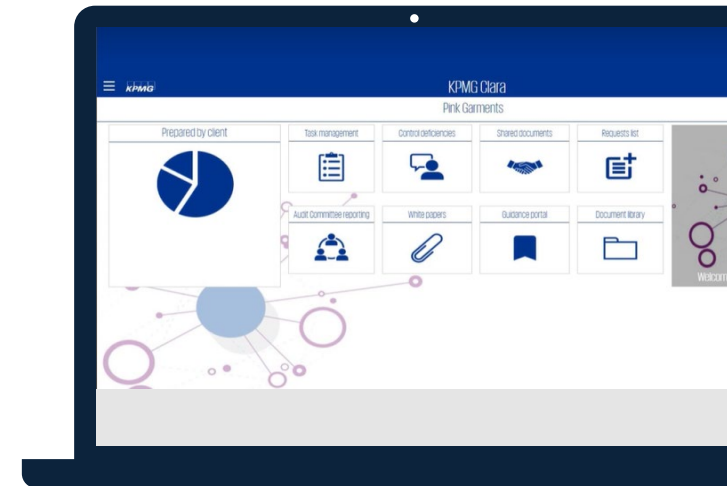 KPMG
KPMG Clara
Pink Garments
Prepared by client
Task management
Control deficiencies
Shared documents
Requests list
Audit Committee reporting
White papers
Guidance portal
Document library